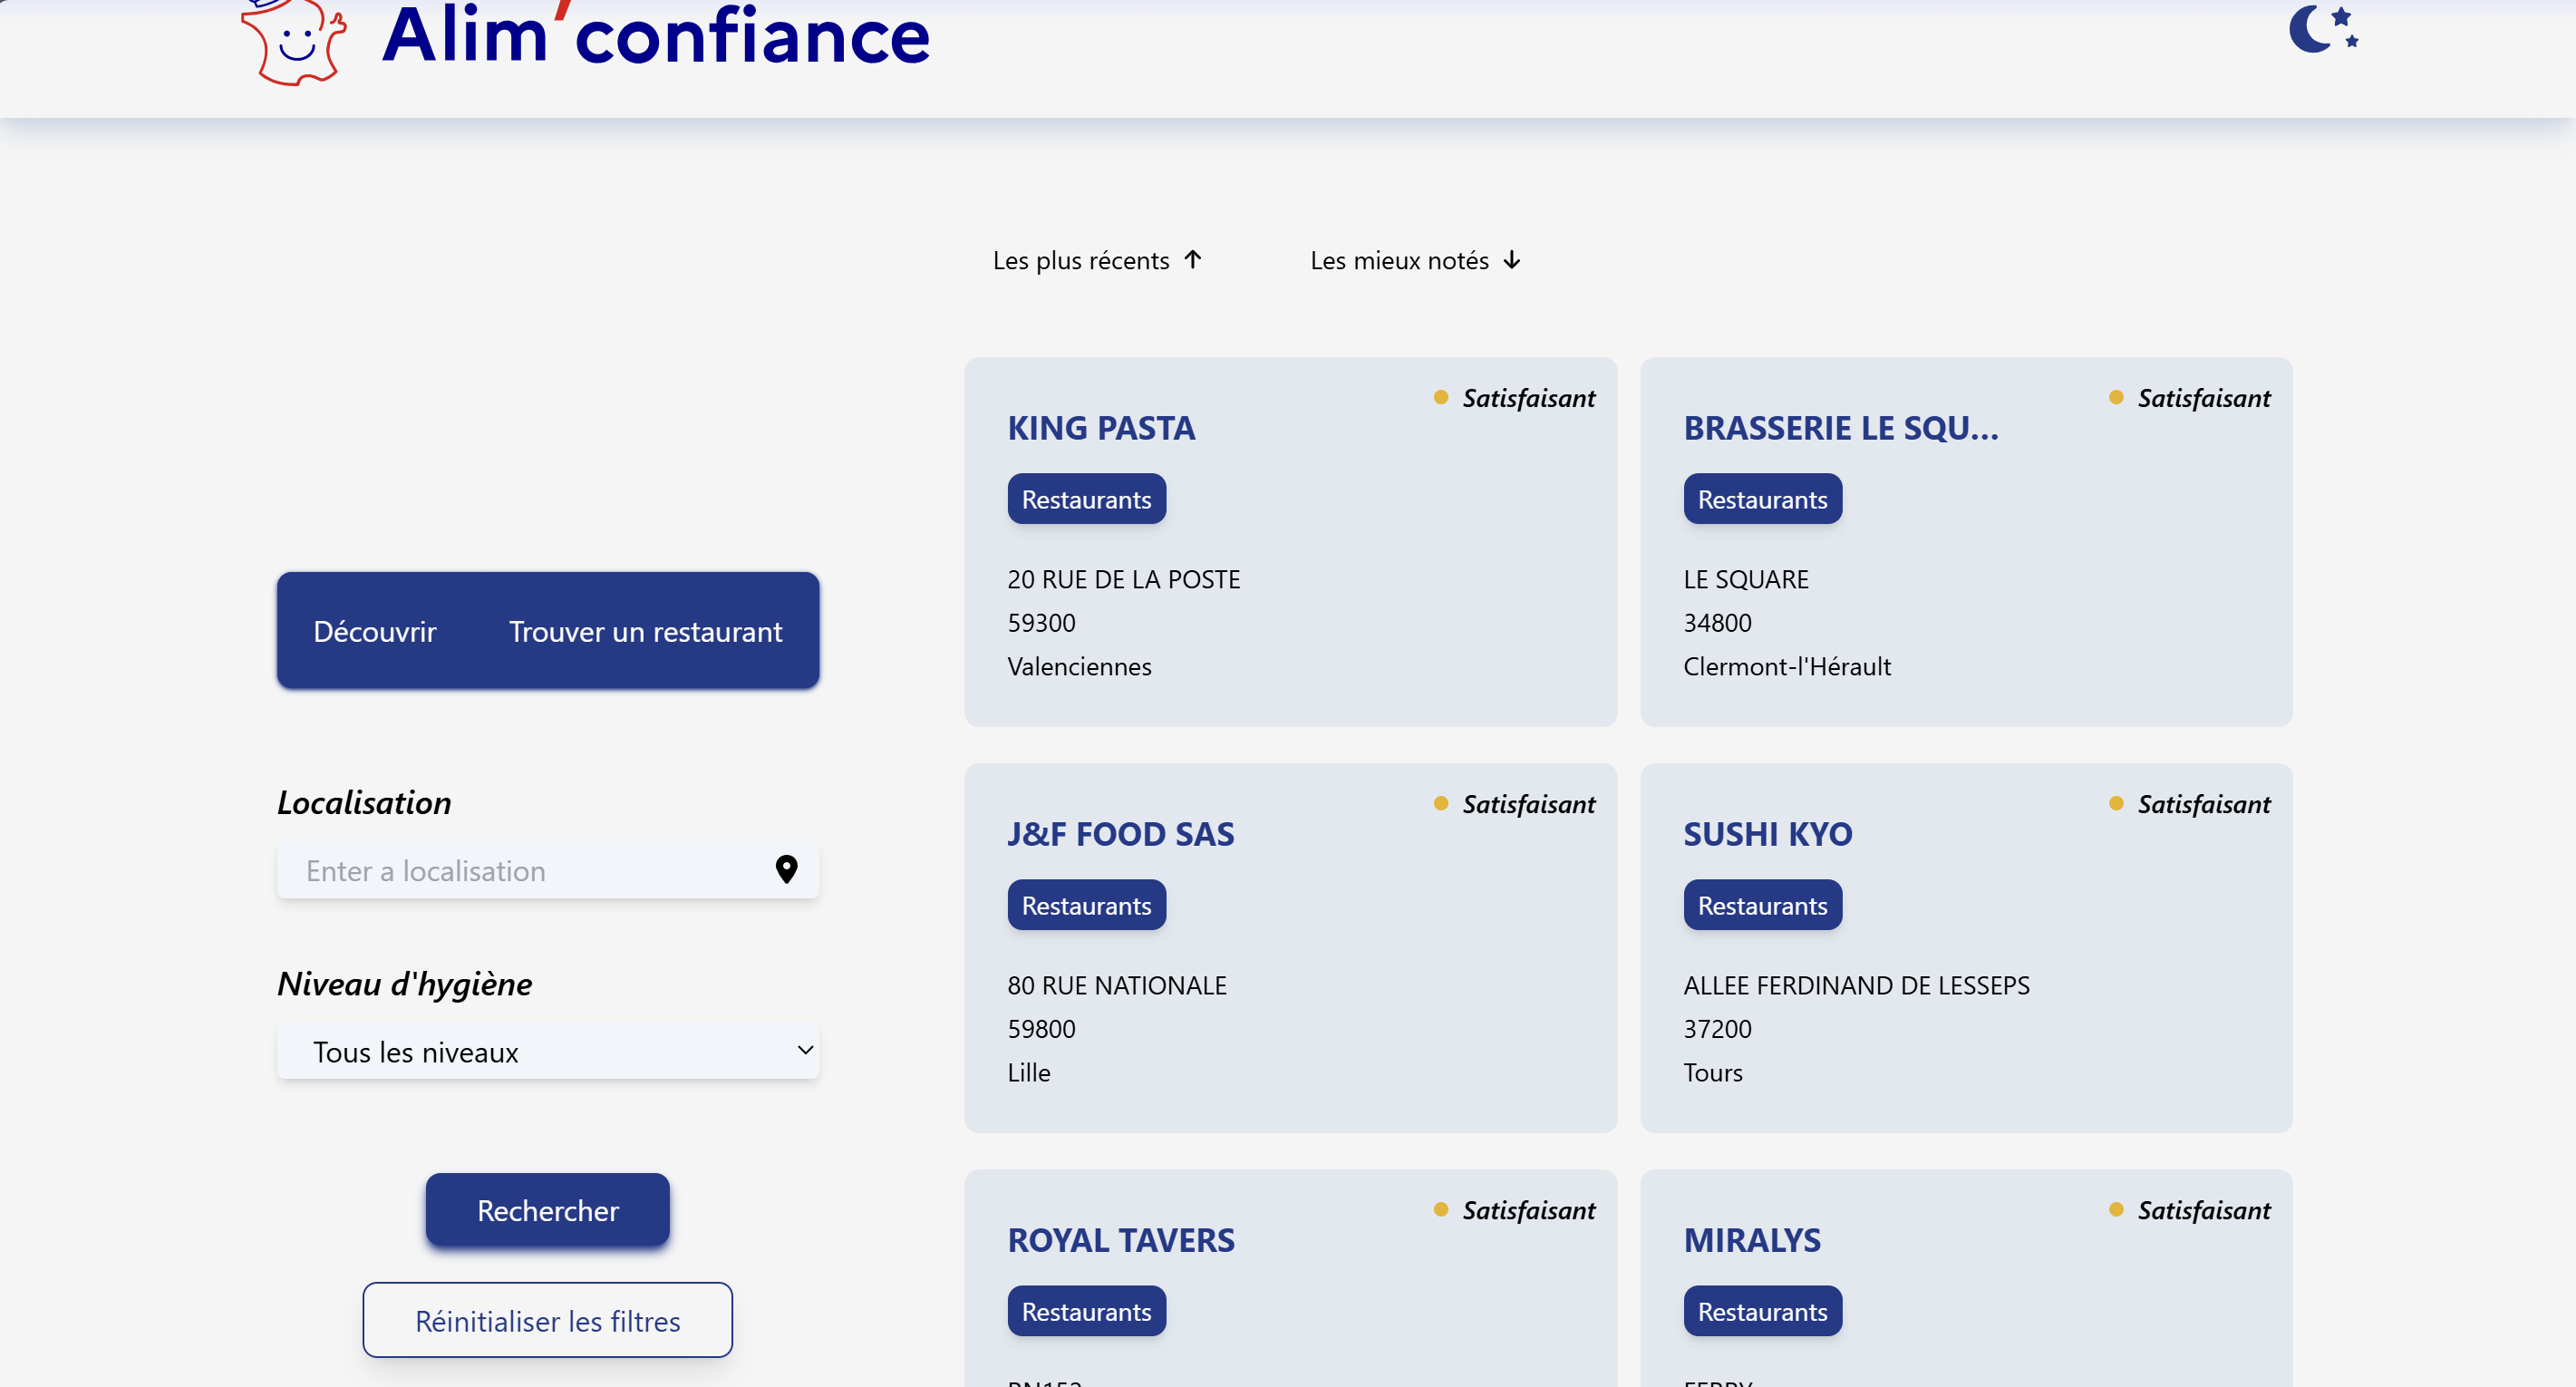 Alim'confiance
Les plus récents
Les mieux notés
Satisfaisant
KING PASTA
Restaurants
20 RUE DE LA POSTE
59300
Valenciennes
Satisfaisant
BRASSERIE LE SQU...
Restaurants
LE SQUARE
34800
Clermont-l'Hérault
Découvrir
Trouver un restaurant
Localisation
Enter a localisation
Niveau d'hygiène
Tous les niveaux
Rechercher
Réinitialiser les filtres
Satisfaisant
J&F FOOD SAS
Restaurants
80 RUE NATIONALE
59800
Lille
Satisfaisant
SUSHI KYO
Restaurants
ALLEE FERDINAND DE LESSEPS
37200
Tours
Satisfaisant
ROYAL TAVERS
Restaurants
Satisfaisant
MIRALYS
Restaurants